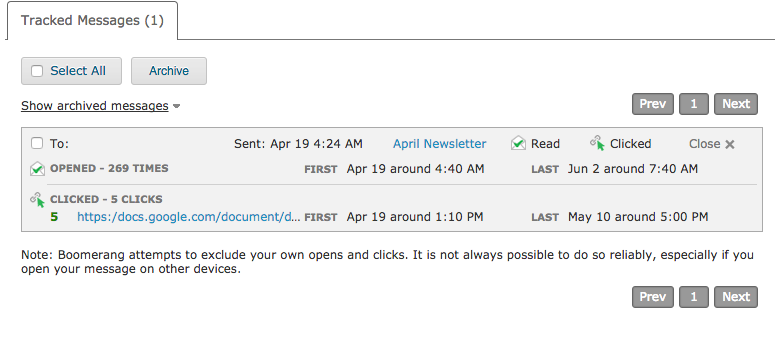 Tracked Messages (1)
Select All Archive
Show archived messages Prev 1 Next
To: Sent: Apr 19 4:24 AM April Newsletter Read Clicked Close ×
OPENED - 269 TIMES FIRST Apr 19 around 4:40 AM LAST Jun 2 around 7:40 AM
CLICKED - 5 CLICKS
5 https:/docs.google.com/document/d... FIRST Apr 19 around 1:10 PM LAST May 10 around 5:00 PM
Note: Boomerang attempts to exclude your own opens and clicks. It is not always possible to do so reliably, especially if you
open your message on other devices.
Prev 1 Next